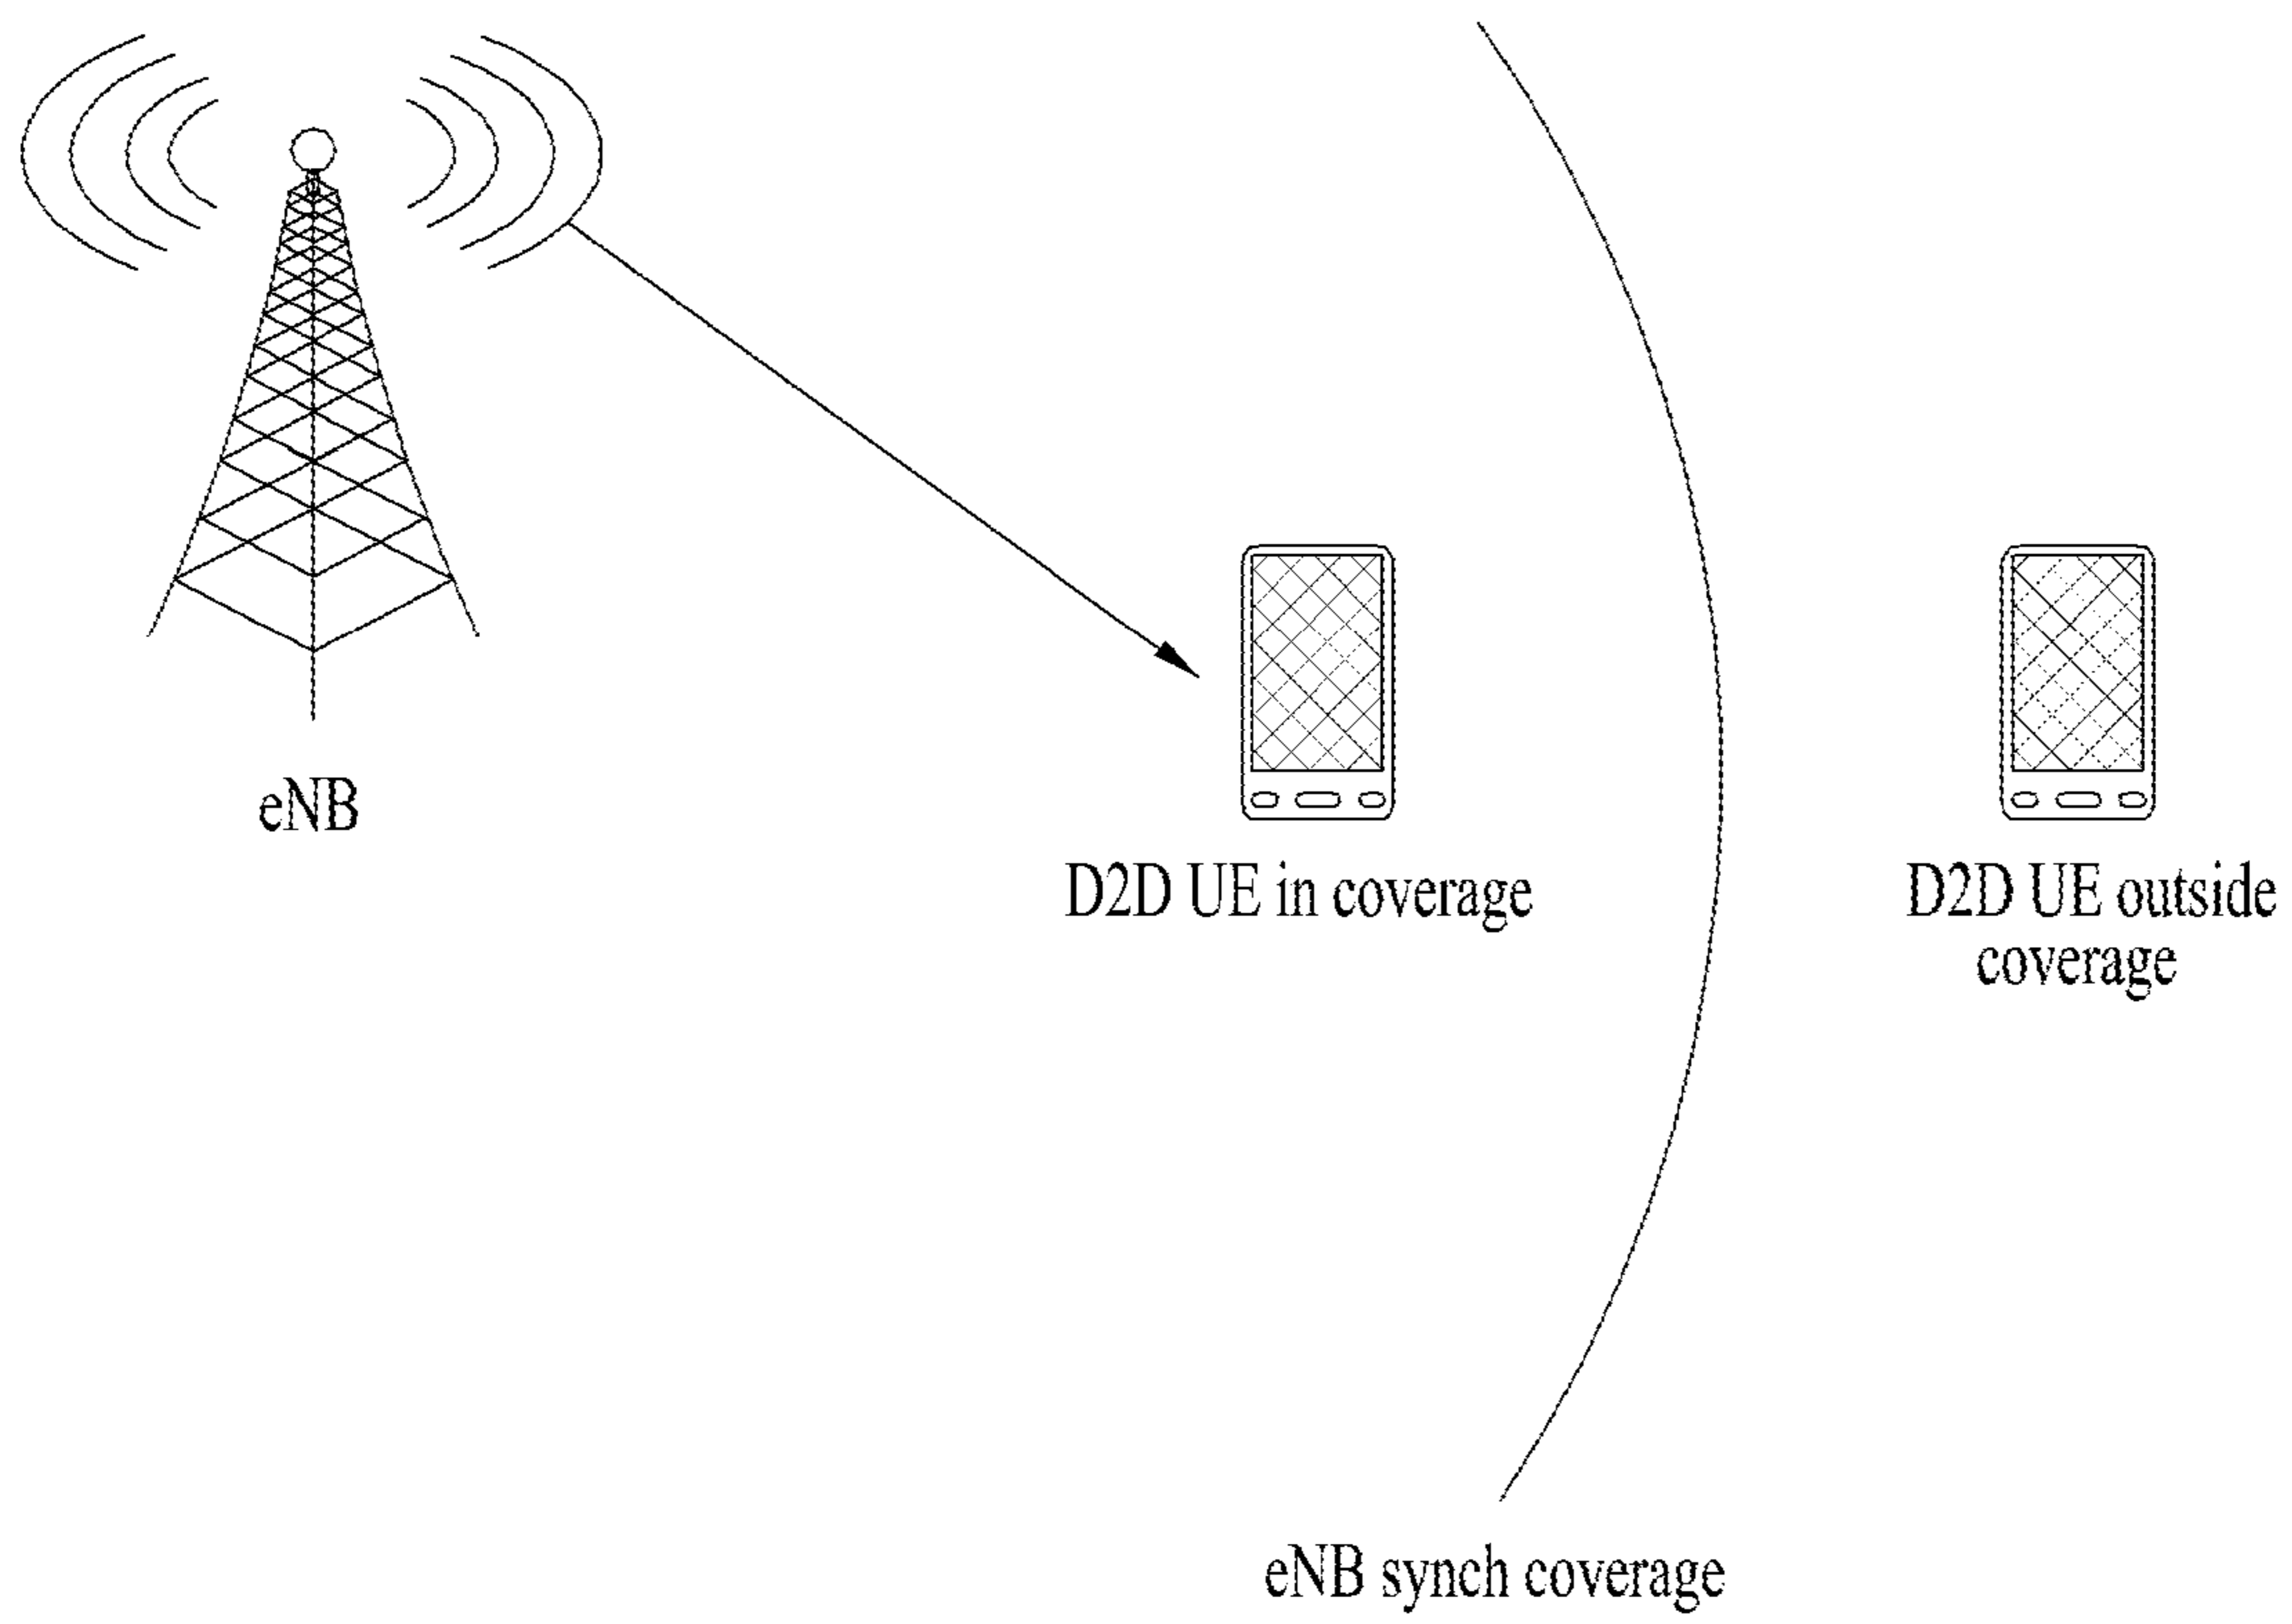 eNB
D2D UE in coverage
D2D UE outside
coverage
eNB synch coverage